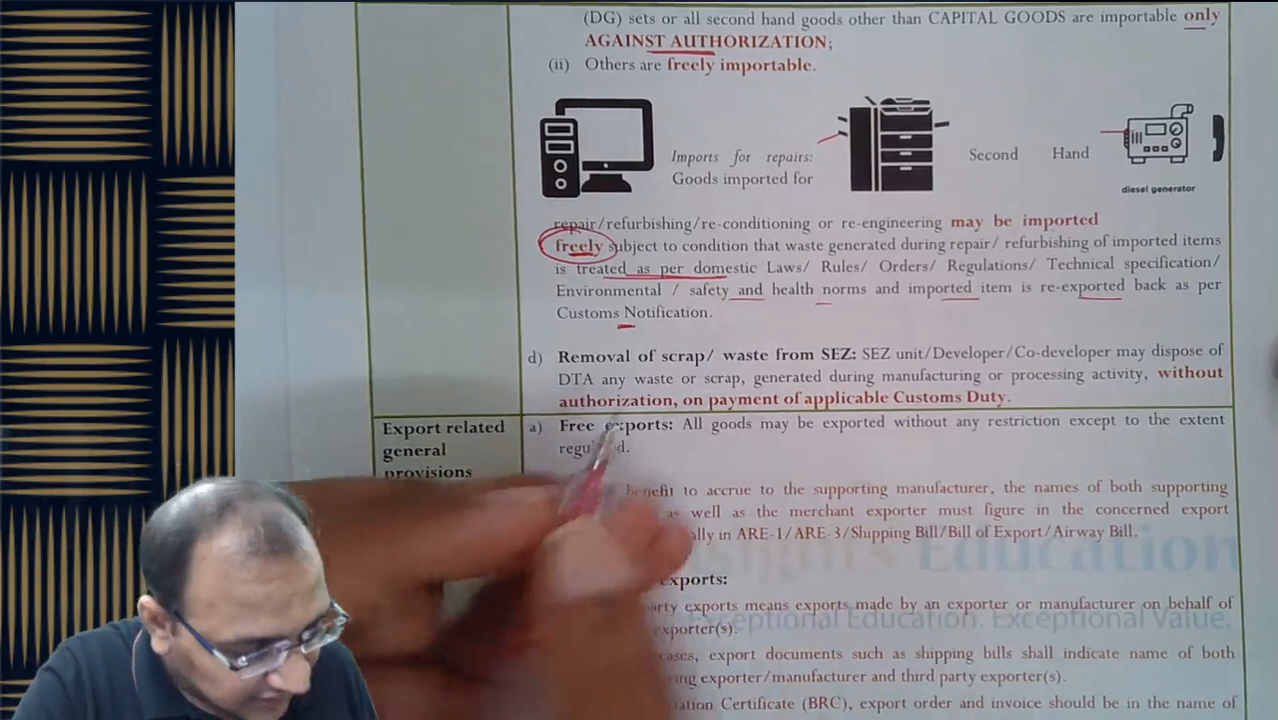 (DG) sets or all second hand goods other than CAPITAL GOODS are importable only
AGAINST AUTHORIZATION;
(ii) Others are freely importable.
Imports for repairs: Second Hand
Goods imported for
diesel generator
repair/refurbishing/re-conditioning or re-engineering may be imported
freely subject to condition that waste generated during repair/ refurbishing of imported items
is treated as per domestic Laws/ Rules/ Orders/ Regulations/ Technical specification/
Environmental / safety and health norms and imported item is re-exported back as per
Customs Notification.
d) Removal of scrap/ waste from SEZ: SEZ unit/Developer/Co-developer may dispose of
DTA any waste or scrap, generated during manufacturing or processing activity, without
authorization, on payment of applicable Customs Duty.
Export related
general
provisions
a) Free exports: All goods may be exported without any restriction except to the extent
benefit to accrue to the supporting manufacturer, the names of both supporting
as well as the merchant exporter must figure in the concerned export
in ARE-1/ARE-3/Shipping Bill/Bill of Export/Airway Bill.
Education
exports:
exports means exports made by an exporter or manufacturer on behalf of
exporter(s).
Exceptional Education. Exceptional Value.
cases, export documents such as shipping bills shall indicate name of both
exporter/manufacturer and third party exporter(s).
Certificate (BRC), export order and invoice should be in the name of